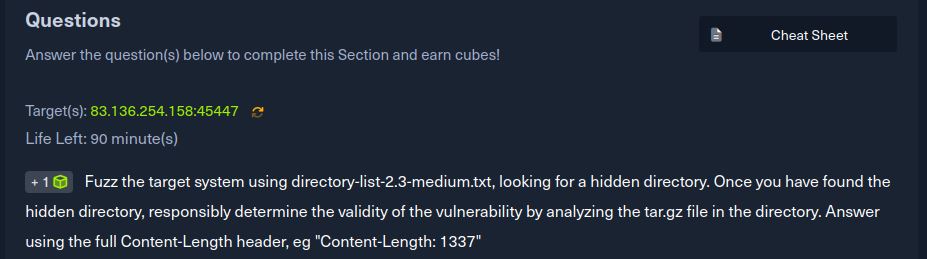 Questions
Cheat Sheet
Answer the question(s) below to complete this Section and earn cubes!
Target(s): 83.136.254.158:45447
Life Left: 90 minute(s)
+ 1 Fuzz the target system using directory-list-2.3-medium.txt, looking for a hidden directory. Once you have found the
hidden directory, responsibly determine the validity of the vulnerability by analyzing the tar.gz file in the directory. Answer
using the full Content-Length header, eg "Content-Length: 1337"